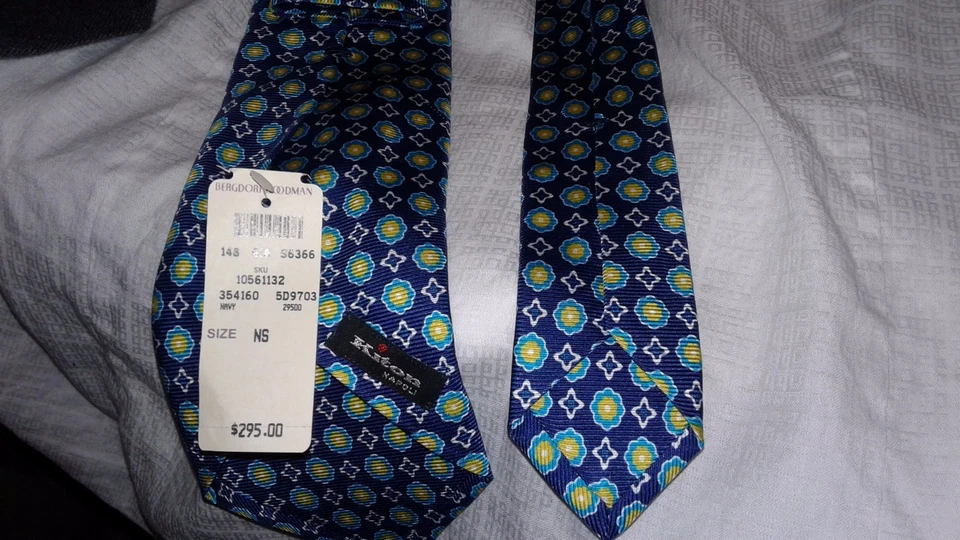 BERGDORF GOODMAN
148 S6366
SKU
10561132
354160 5D9703
NAVY 29500
SIZE NS
$295.00
Kiton
NAPOLI